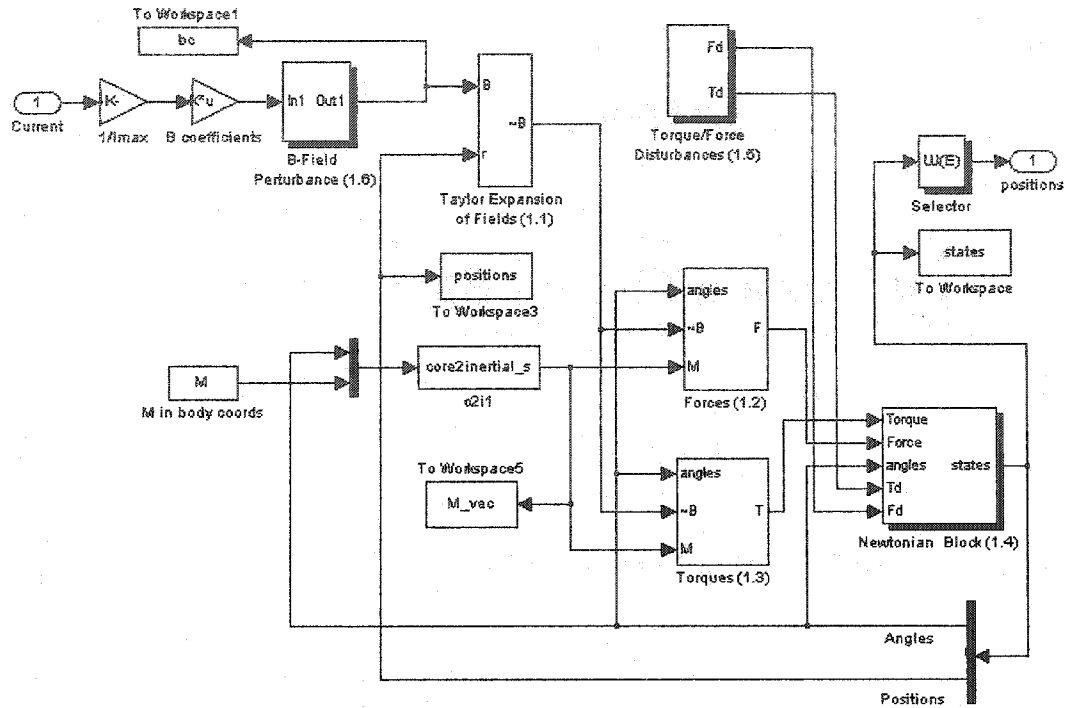 To Workspace1
bc
1
Current
K-
1/Imax
K*u
B coefficients
In1 Out1
B-Field
Perturbance (1.6)
B
r
~B
Taylor Expansion
of Fields (1.1)
Fd
Td
Torque/Force
Disturbances (1.5)
U(E)
Selector
1
positions
states
To Workspace
positions
To Workspace3
M
M in body coords
core2inertial_s
c2i1
angles
~B
M
F
Forces (1.2)
To Workspace5
M_vec
angles
~B
M
T
Torques (1.3)
Torque
Force
angles
Td
Fd
states
Newtonian Block (1.4)
Angles
Positions